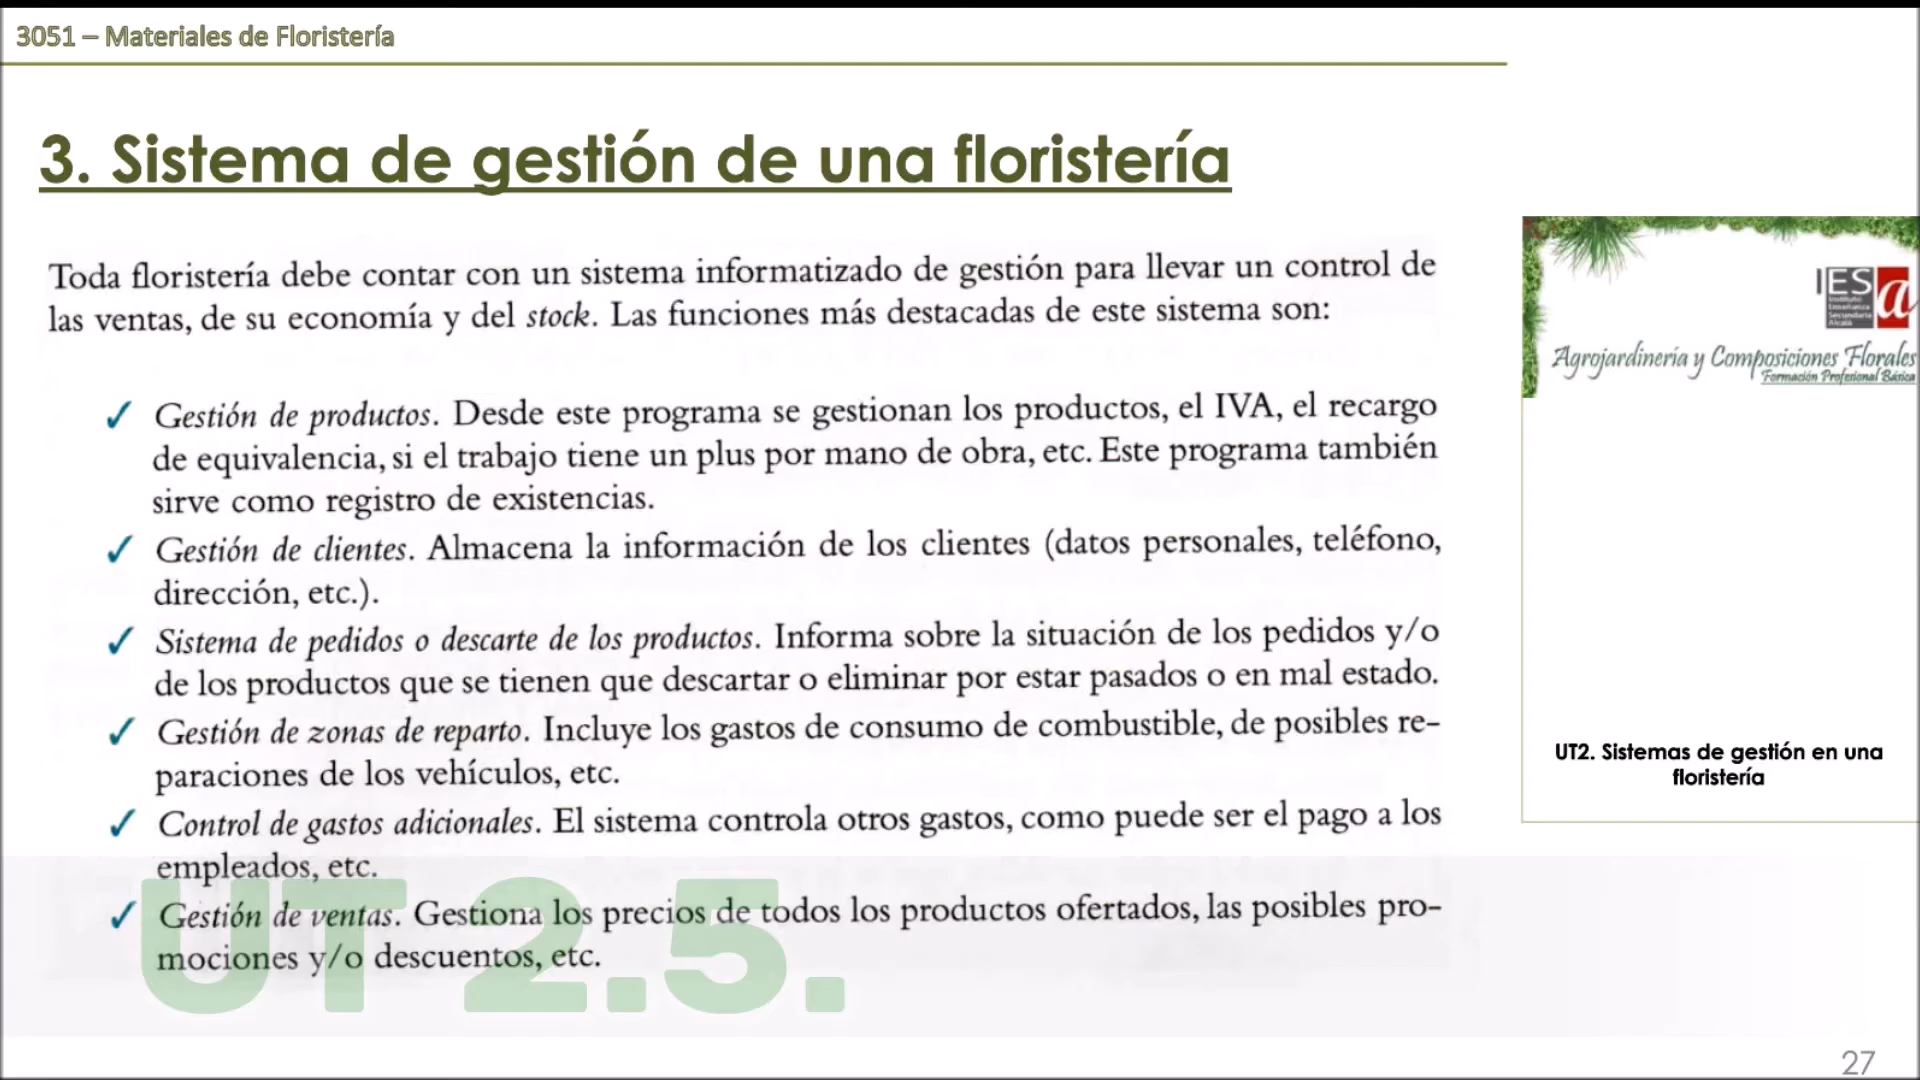 3051 – Materiales de Floristería
3. Sistema de gestión de una floristería
Toda floristería debe contar con un sistema informatizado de gestión para llevar un control de
las ventas, de su economía y del stock. Las funciones más destacadas de este sistema son:
✓ Gestión de productos. Desde este programa se gestionan los productos, el IVA, el recargo
de equivalencia, si el trabajo tiene un plus por mano de obra, etc. Este programa también
sirve como registro de existencias.
✓ Gestión de clientes. Almacena la información de los clientes (datos personales, teléfono,
dirección, etc.).
✓ Sistema de pedidos o descarte de los productos. Informa sobre la situación de los pedidos y/o
de los productos que se tienen que descartar o eliminar por estar pasados o en mal estado.
✓ Gestión de zonas de reparto. Incluye los gastos de consumo de combustible, de posibles re-
paraciones de los vehículos, etc.
✓ Control de gastos adicionales. El sistema controla otros gastos, como puede ser el pago a los
empleados, etc.
✓ Gestión de ventas. Gestiona los precios de todos los productos ofertados, las posibles pro-
mociones y/o descuentos, etc.
UT 2.5.
IES a
Instituto
Enseñanza
Secundaria
Alcalá
Agrojardinería y Composiciones Florales
Formación Profesional Básica
UT2. Sistemas de gestión en una
floristería
27